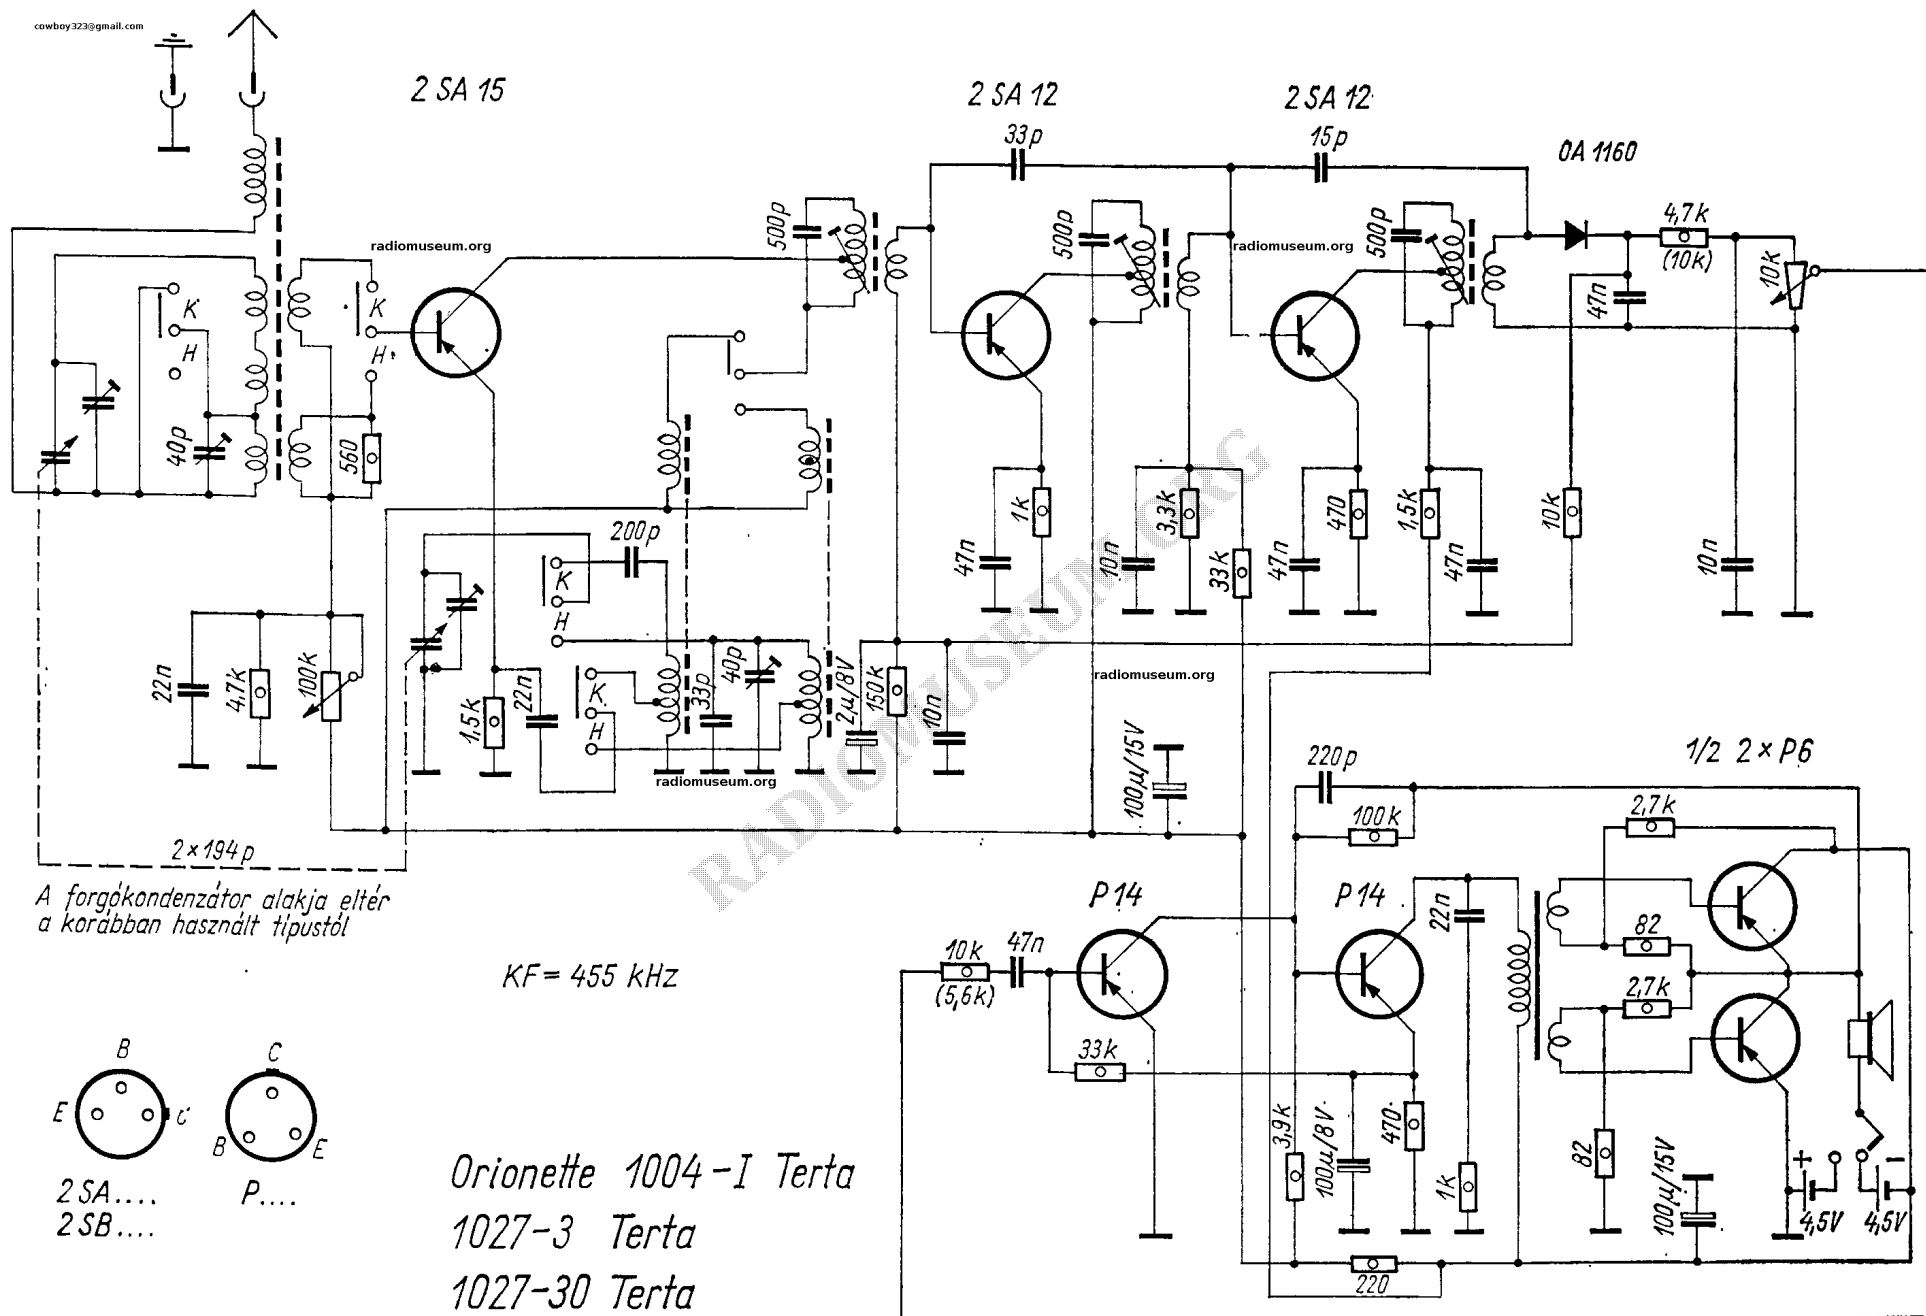 cowboy323@gmail.com
2 SA 15
2 SA 12
2 SA 12
33p
15p
OA 1160
500p
500p
500p
4,7k
(10k)
10k
47n
radiomuseum.org
radiomuseum.org
K
H
K
H
40p
560
200p
K
H
47n
1k
10n
3,3k
33k
47n
470
1,5k
47n
10k
10n
22n
4,7k
100k
1,5k
22n
K
H
33p
40p
2µ/8V
150k
10n
radiomuseum.org
radiomuseum.org
RADIOMUSEUM.ORG
100µ/15V
220p
100k
1/2 2×P6
2,7k
2×194p
A forgókondenzátor alakja eltér
a korábban használt típustól
P14
P14
22n
82
2,7k
10k
(5,6k)
47n
KF = 455 kHz
33k
3,9k
100µ/8V
470
1k
82
100µ/15V
+
-
4,5V
4,5V
220
B
E
C
C
B
E
2SA....
2SB....
P....
Orionette 1004-I Terta
1027-3 Terta
1027-30 Terta